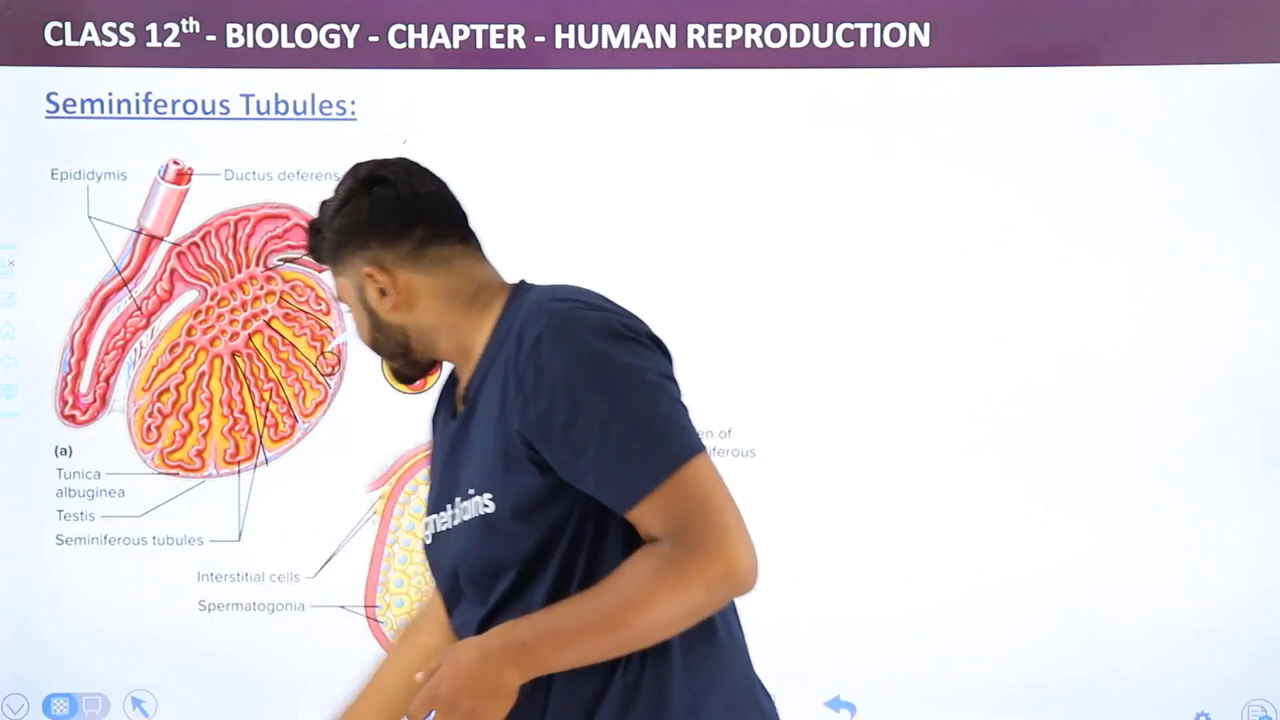 CLASS 12th - BIOLOGY - CHAPTER - HUMAN REPRODUCTION
Seminiferous Tubules:
Epididymis
Ductus deferens
(a)
Tunica
albuginea
Testis
Seminiferous tubules
Interstitial cells
Spermatogonia